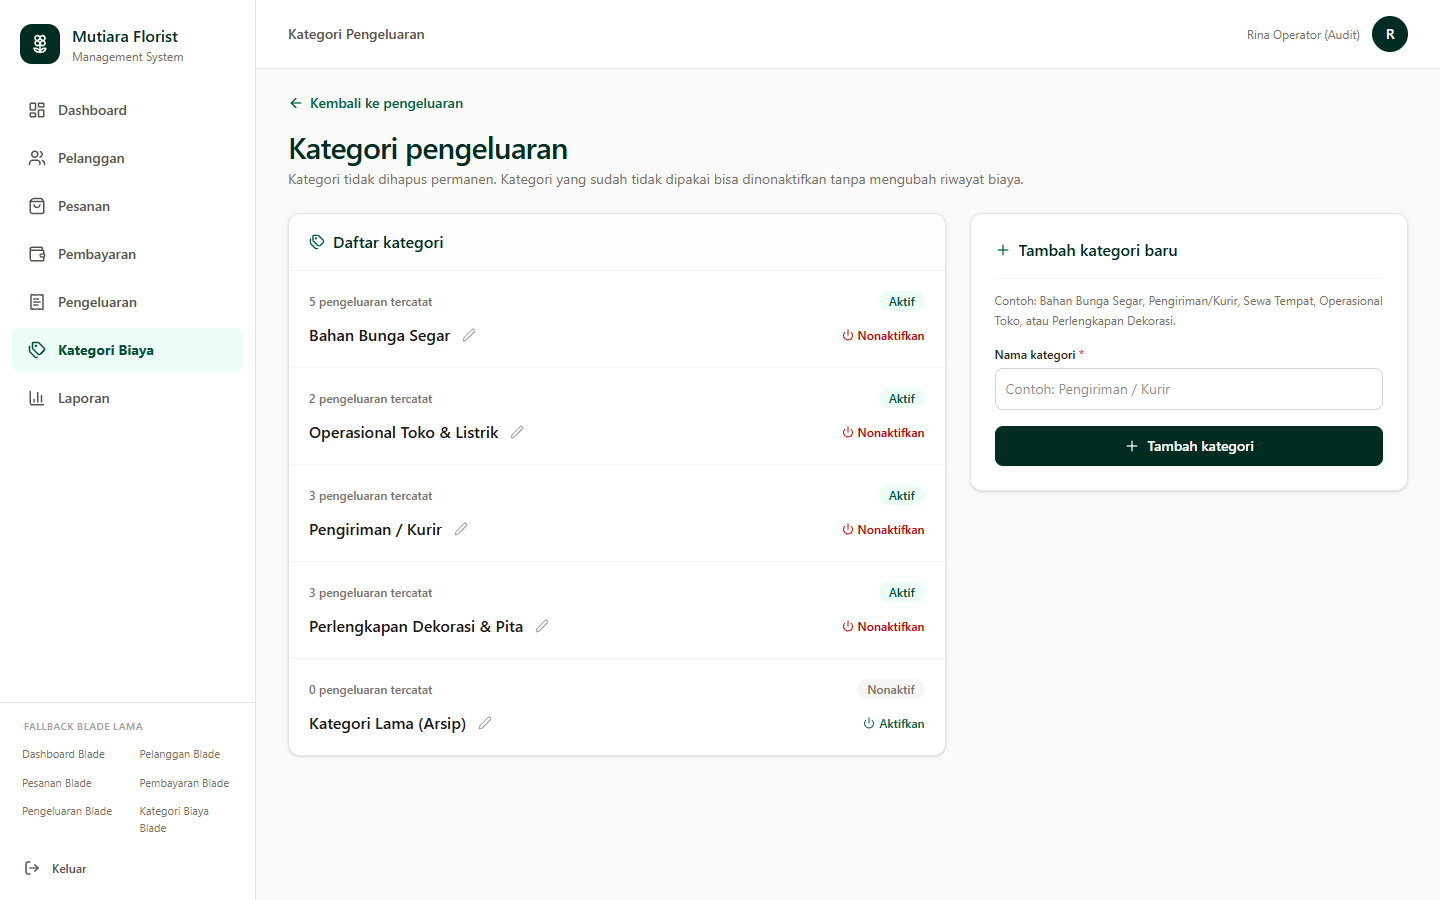 Mutiara Florist
Management System
Dashboard
Pelanggan
Pesanan
Pembayaran
Pengeluaran
Kategori Biaya
Laporan
FALLBACK BLADE LAMA
Dashboard Blade
Pelanggan Blade
Pesanan Blade
Pembayaran Blade
Pengeluaran Blade
Kategori Biaya
Blade
Keluar
Kategori Pengeluaran
Rina Operator (Audit)
R
Kembali ke pengeluaran
Kategori pengeluaran
Kategori tidak dihapus permanen. Kategori yang sudah tidak dipakai bisa dinonaktifkan tanpa mengubah riwayat biaya.
Daftar kategori
5 pengeluaran tercatat
Aktif
Bahan Bunga Segar
Nonaktifkan
2 pengeluaran tercatat
Aktif
Operasional Toko & Listrik
Nonaktifkan
3 pengeluaran tercatat
Aktif
Pengiriman / Kurir
Nonaktifkan
3 pengeluaran tercatat
Aktif
Perlengkapan Dekorasi & Pita
Nonaktifkan
0 pengeluaran tercatat
Nonaktif
Kategori Lama (Arsip)
Aktifkan
Tambah kategori baru
Contoh: Bahan Bunga Segar, Pengiriman/Kurir, Sewa Tempat, Operasional
Toko, atau Perlengkapan Dekorasi.
Nama kategori *
Contoh: Pengiriman / Kurir
Tambah kategori